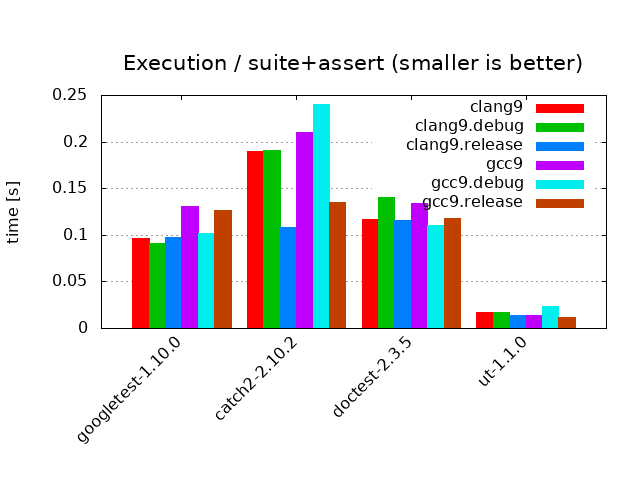 Execution / suite+assert (smaller is better)
time [s]
0.25
0.2
0.15
0.1
0.05
0
clang9
clang9.debug
clang9.release
gcc9
gcc9.debug
gcc9.release
googletest-1.10.0
catch2-2.10.2
doctest-2.3.5
ut-1.1.0